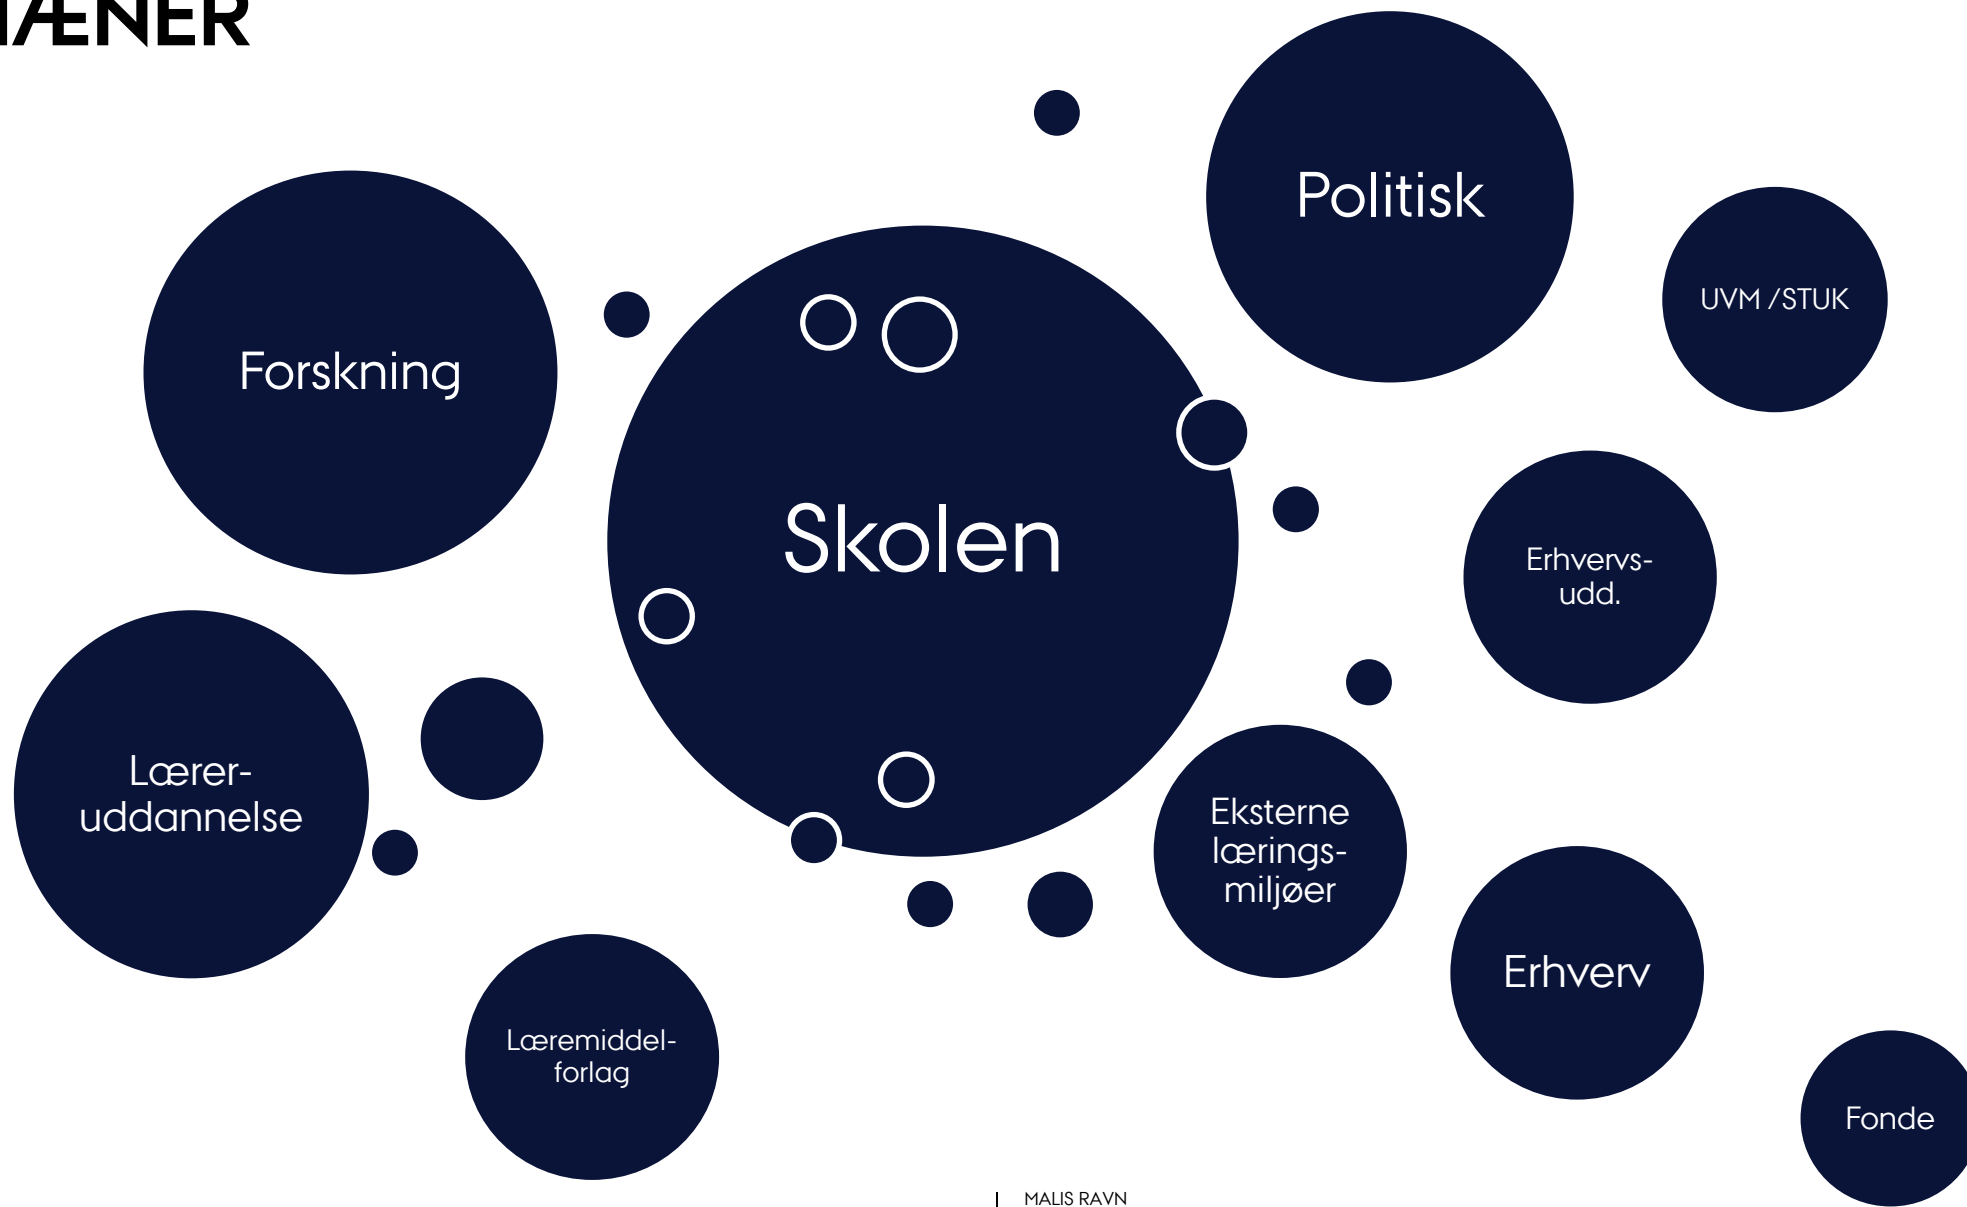 Politisk
UVM / STUK
Forskning
Skolen
Erhvervs-
udd.
Lærer-
uddannelse
Eksterne
lærings-
miljøer
Erhverv
Læremiddel-
forlag
Fonde
MALIS RAVN